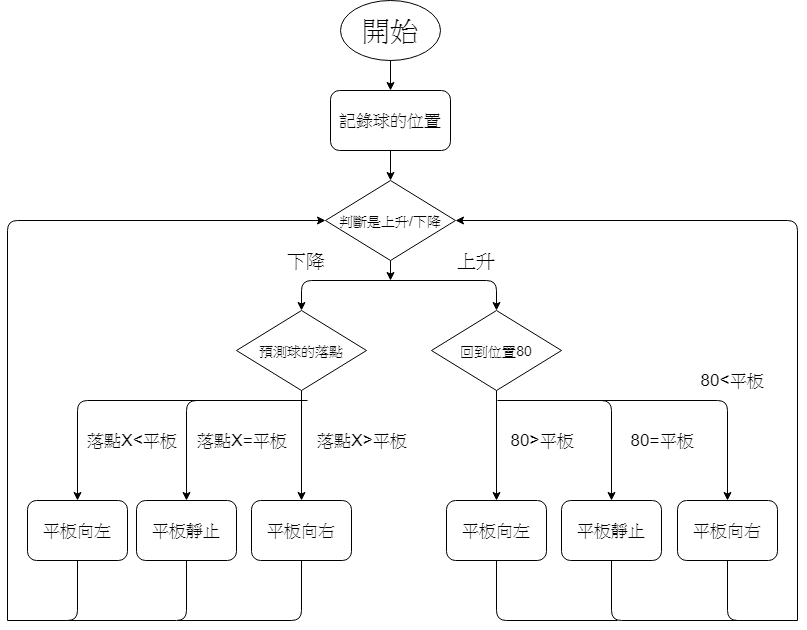 開始
記錄球的位置
判斷是上升/下降
下降
上升
預測球的落點
回到位置80
80<平板
落點X<平板
落點X=平板
落點X>平板
80>平板
80=平板
平板向左
平板靜止
平板向右
平板向左
平板靜止
平板向右